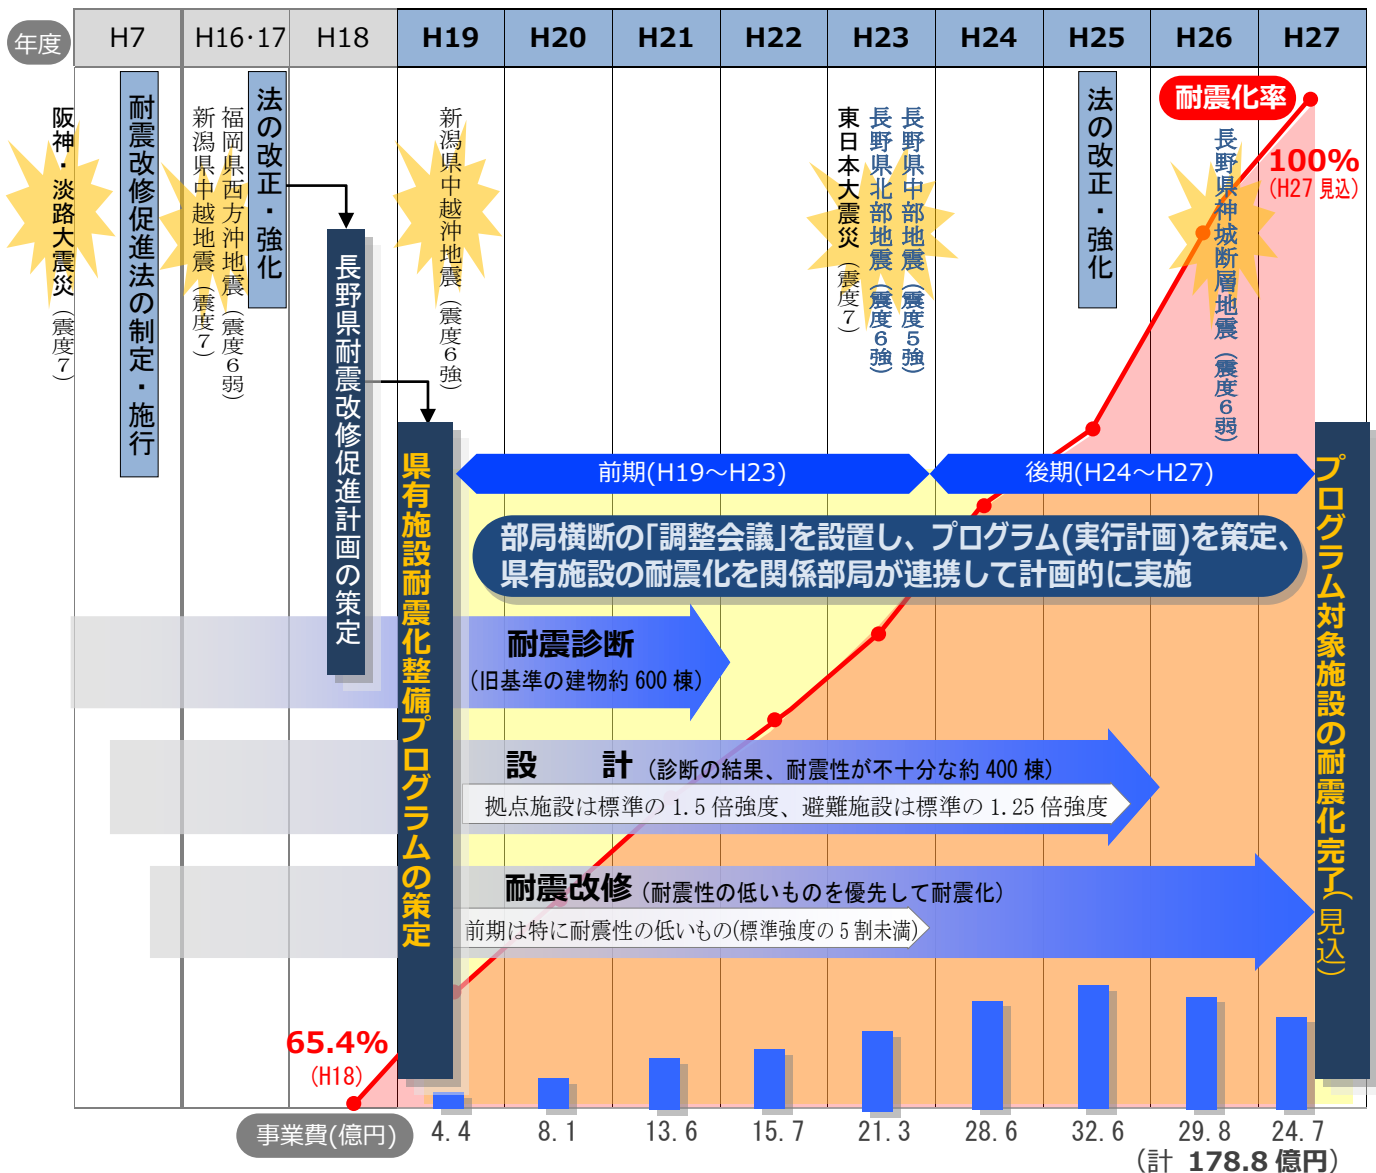 年度
H7
H16･17
H18
H19
H20
H21
H22
H23
H24
H25
H26
H27
阪神・淡路大震災（震度７）
耐震改修促進法の制定・施行
福岡県西方沖地震（震度６弱）
新潟県中越地震（震度７）
法の改正・強化
長野県耐震改修促進計画の策定
新潟県中越沖地震（震度６強）
長野県中部地震（震度５強）
長野県北部地震（震度６強）
東日本大震災（震度７）
法の改正・強化
耐震化率
長野県神城断層地震（震度６弱）
100%
(H27 見込)
県有施設耐震化整備プログラムの策定
前期(H19～H23)
後期(H24～H27)
部局横断の「調整会議」を設置し、プログラム(実行計画)を策定、
県有施設の耐震化を関係部局が連携して計画的に実施
プログラム対象施設の耐震化完了(見込)
耐震診断
(旧基準の建物約 600 棟)
設　計 (診断の結果、耐震性が不十分な約 400 棟)
拠点施設は標準の 1.5 倍強度、避難施設は標準の 1.25 倍強度
耐震改修 (耐震性の低いものを優先して耐震化)
前期は特に耐震性の低いもの(標準強度の 5 割未満)
65.4%
(H18)
事業費(億円)
4.4
8.1
13.6
15.7
21.3
28.6
32.6
29.8
24.7
(計 178.8 億円)